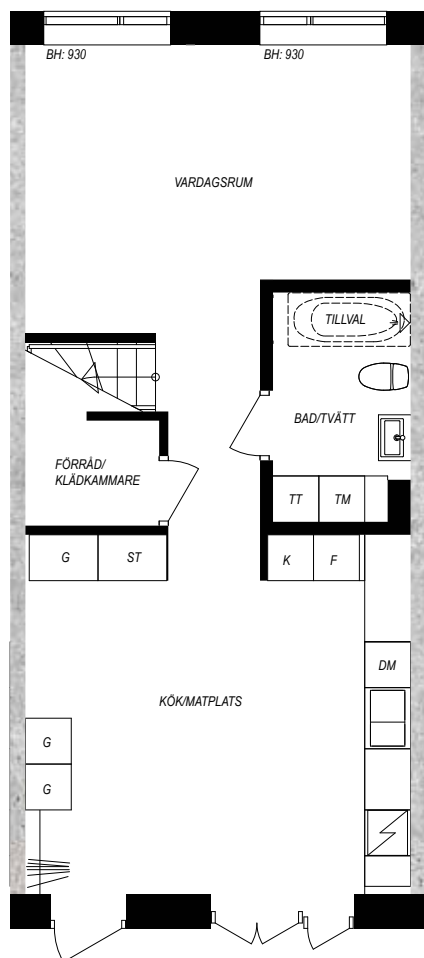 BH: 930 BH: 930
VARDAGSRUM
TILLVAL
BAD/TVÄTT
FÖRRÅD/
KLÄDKAMMARE
TT TM
G ST K F
DM
KÖK/MATPLATS
G
G